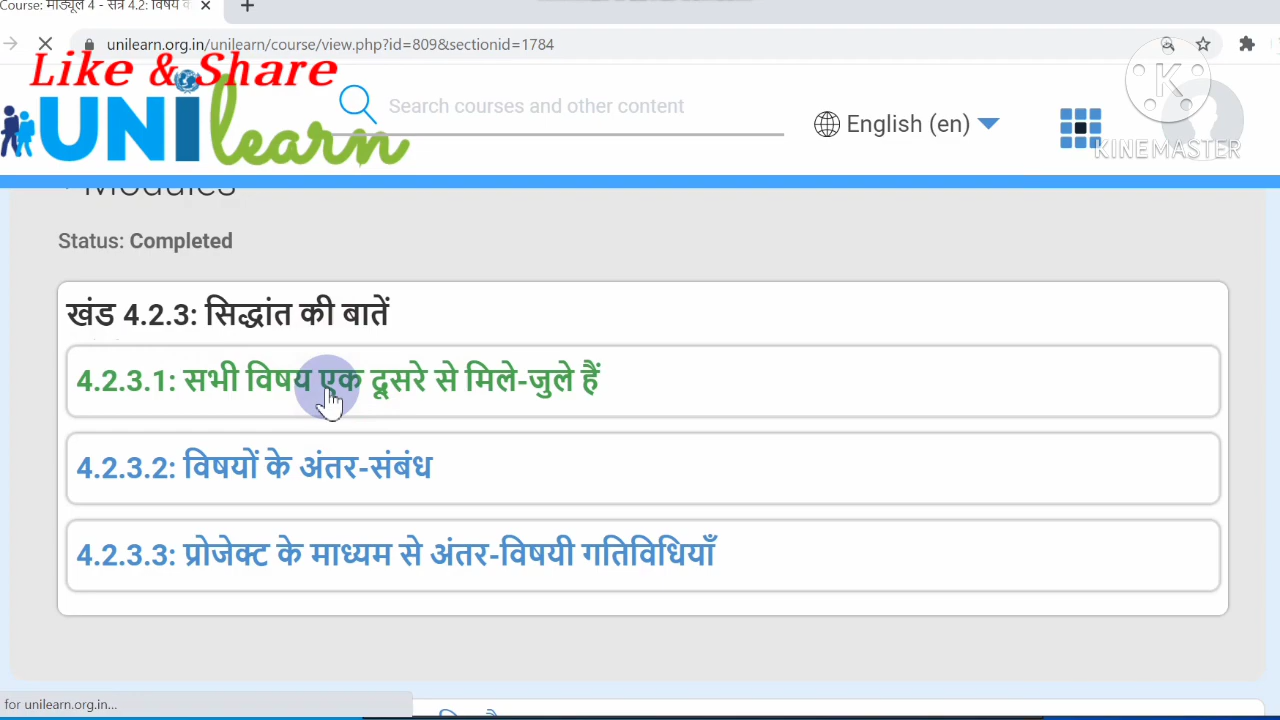 Course: मॉड्यूल 4 - सत्र 4.2: विषय
unilearn.org.in/unilearn/course/view.php?id=809&sectionid=1784
Like & Share
UNilearn
Search courses and other content
English (en)
K
KINEMASTER
Modules
Status: Completed
खंड 4.2.3: सिद्धांत की बातें
4.2.3.1: सभी विषय एक दूसरे से मिले-जुले हैं
4.2.3.2: विषयों के अंतर-संबंध
4.2.3.3: प्रोजेक्ट के माध्यम से अंतर-विषयी गतिविधियाँ
for unilearn.org.in...